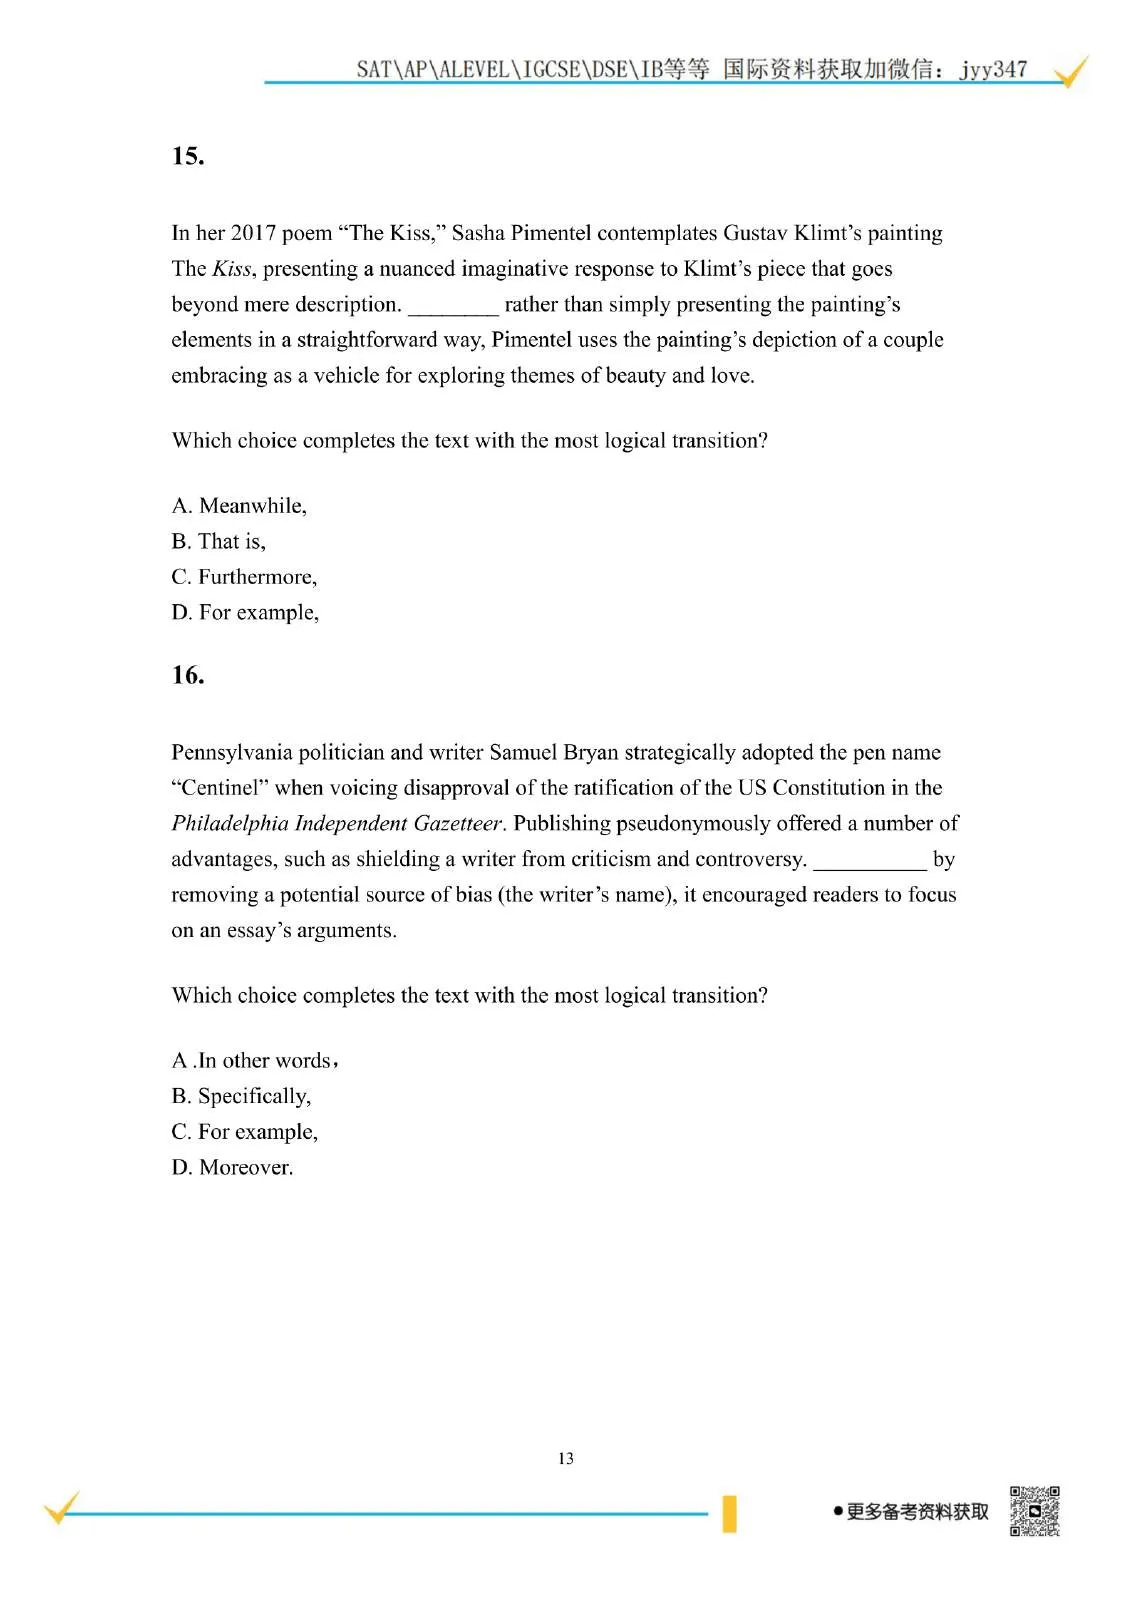 SAT\AP\ALEVEL\IGCSE\DSE\IB等等 国际资料获取加微信：jyy347
15.
In her 2017 poem “The Kiss,” Sasha Pimentel contemplates Gustav Klimt’s painting
The Kiss, presenting a nuanced imaginative response to Klimt’s piece that goes
beyond mere description. ________ rather than simply presenting the painting’s
elements in a straightforward way, Pimentel uses the painting’s depiction of a couple
embracing as a vehicle for exploring themes of beauty and love.
Which choice completes the text with the most logical transition?
A. Meanwhile,
B. That is,
C. Furthermore,
D. For example,
16.
Pennsylvania politician and writer Samuel Bryan strategically adopted the pen name
“Centinel” when voicing disapproval of the ratification of the US Constitution in the
Philadelphia Independent Gazetteer. Publishing pseudonymously offered a number of
advantages, such as shielding a writer from criticism and controversy. __________ by
removing a potential source of bias (the writer’s name), it encouraged readers to focus
on an essay’s arguments.
Which choice completes the text with the most logical transition?
A .In other words，
B. Specifically,
C. For example,
D. Moreover.
13
●更多备考资料获取